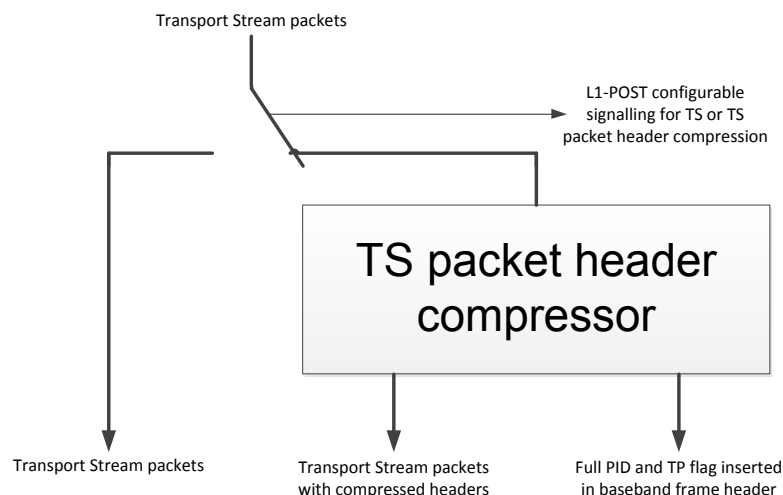 Transport Stream packets
L1-POST configurable
signalling for TS or TS
packet header compression
TS packet header
compressor
Transport Stream packets
Transport Stream packets
with compressed headers
Full PID and TP flag inserted
in baseband frame header